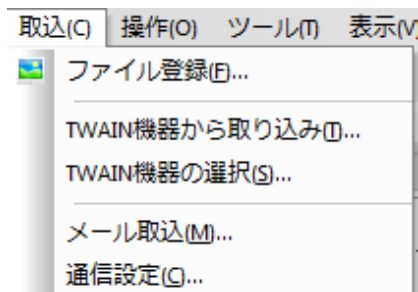 取込(C) 操作(O) ツール(T) 表示(V
ファイル登録(F)...
TWAIN機器から取り込み(T)...
TWAIN機器の選択(S)...
メール取込(M)...
通信設定(C)...